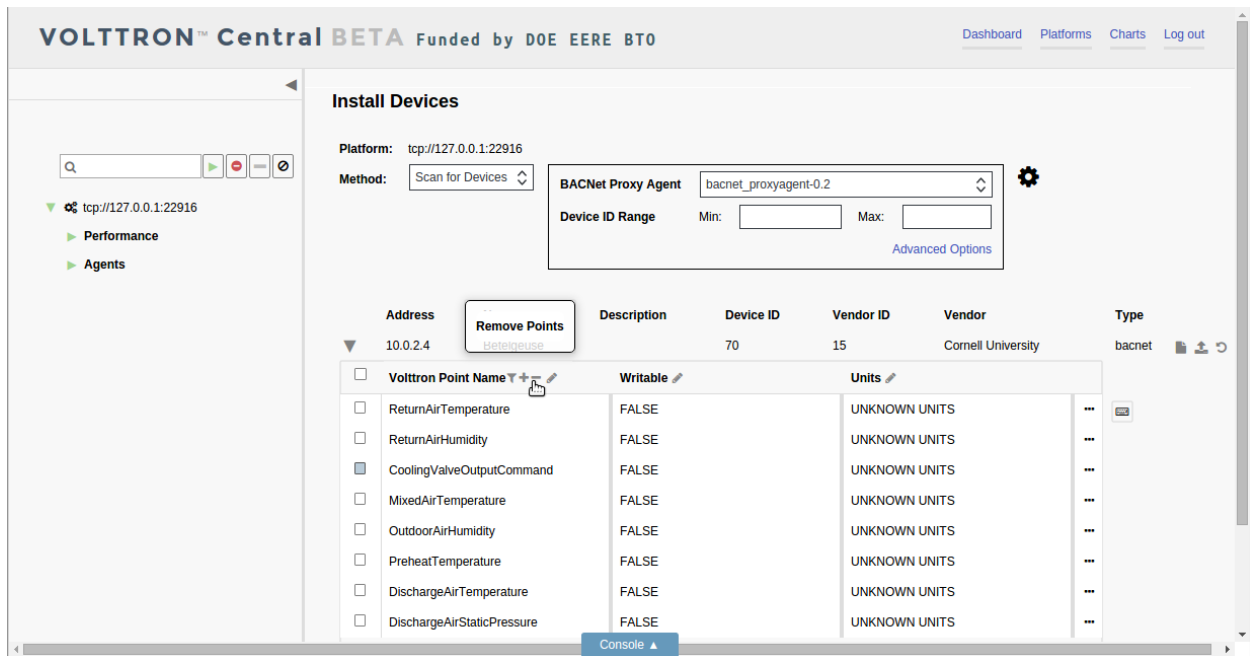 VOLTTRON™ Central BETA Funded by DOE EERE BTO
Dashboard Platforms Charts Log out
Install Devices
Platform: tcp://127.0.0.1:22916
Method: Scan for Devices
BACNet Proxy Agent bacnet_proxyagent-0.2
Device ID Range Min: Max:
Advanced Options
tcp://127.0.0.1:22916
Performance
Agents
Address Description Device ID Vendor ID Vendor Type
Remove Points
10.0.2.4 Betelgeuse 70 15 Cornell University bacnet
Volttron Point Name Writable Units
ReturnAirTemperature FALSE UNKNOWN UNITS
ReturnAirHumidity FALSE UNKNOWN UNITS
CoolingValveOutputCommand FALSE UNKNOWN UNITS
MixedAirTemperature FALSE UNKNOWN UNITS
OutdoorAirHumidity FALSE UNKNOWN UNITS
PreheatTemperature FALSE UNKNOWN UNITS
DischargeAirTemperature FALSE UNKNOWN UNITS
DischargeAirStaticPressure FALSE UNKNOWN UNITS
Console ▲